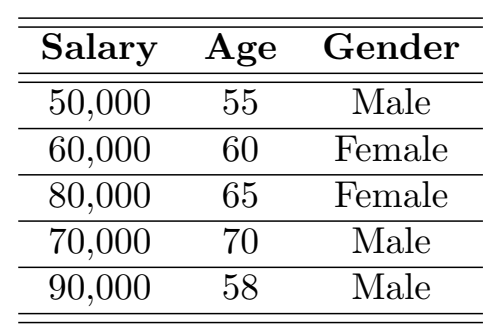 Salary Age Gender
50,000 55 Male
60,000 60 Female
80,000 65 Female
70,000 70 Male
90,000 58 Male